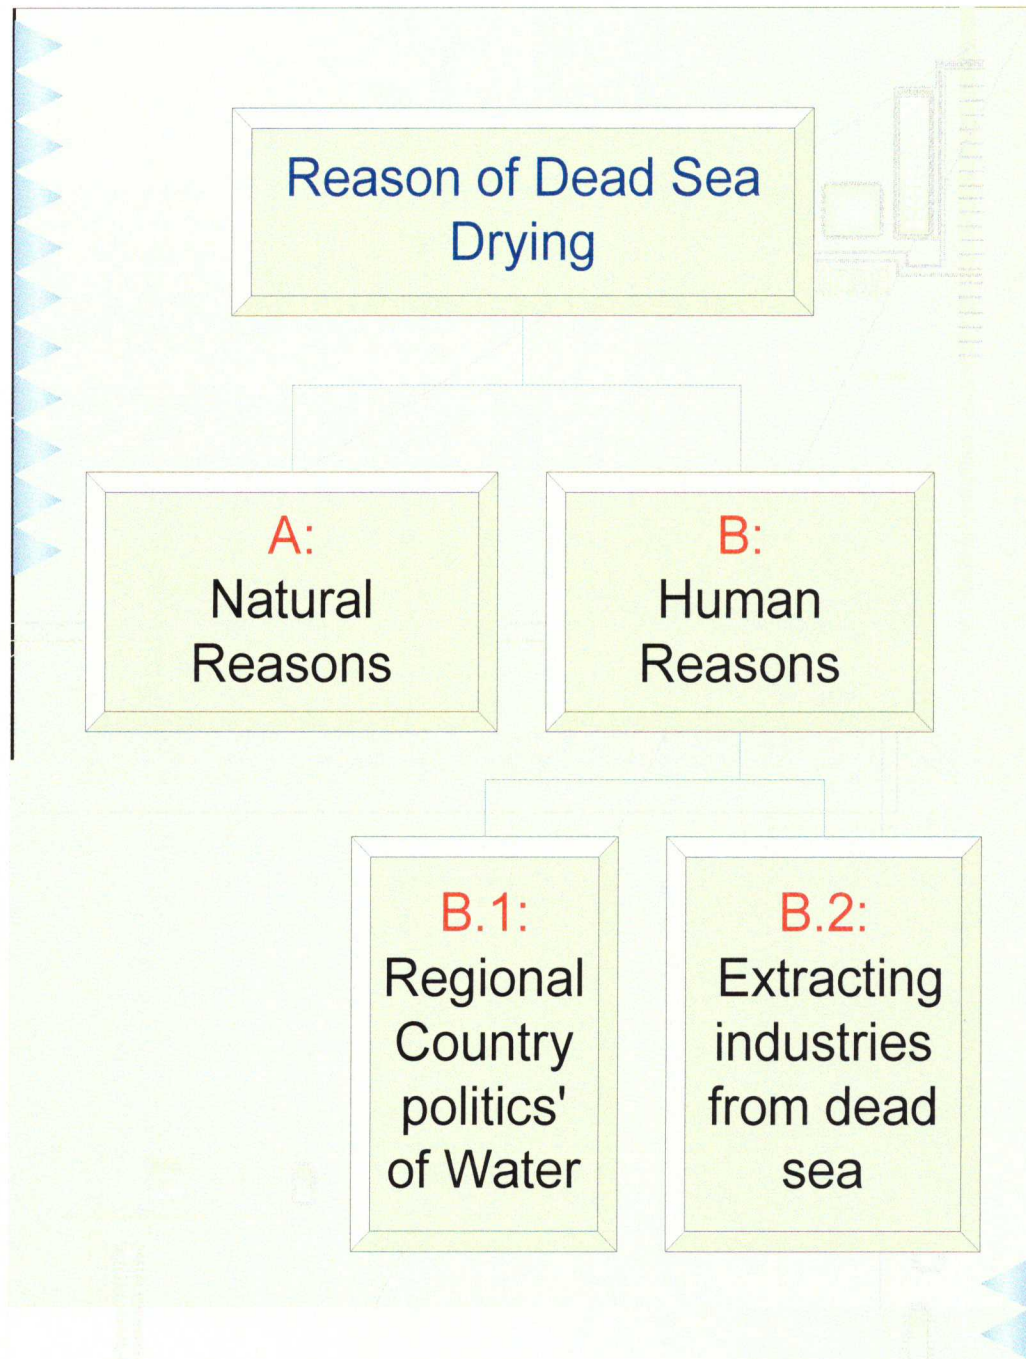 Reason of Dead Sea
Drying
A:
Natural
Reasons
B:
Human
Reasons
B.1:
Regional
Country
politics'
of Water
B.2:
Extracting
industries
from dead
sea